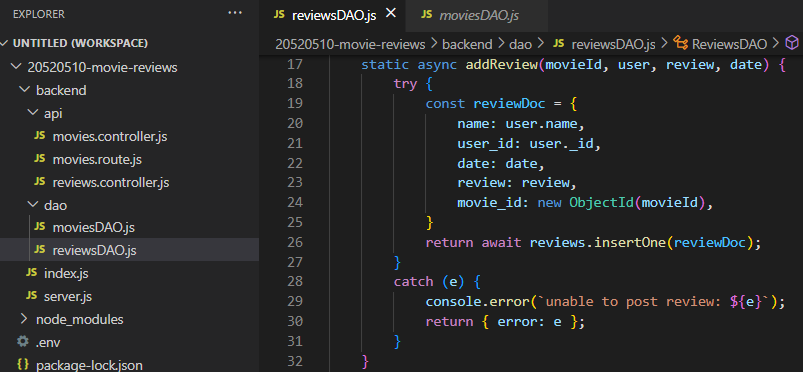 EXPLORER
...
UNTITLED (WORKSPACE)
20520510-movie-reviews
backend
api
JS movies.controller.js
JS movies.route.js
JS reviews.controller.js
dao
JS moviesDAO.js
JS reviewsDAO.js
JS index.js
JS server.js
node_modules
.env
{} package-lock.json
JS reviewsDAO.js JS moviesDAO.js
20520510-movie-reviews > backend > dao > JS reviewsDAO.js > ReviewsDAO >
17 static async addReview(movieId, user, review, date) {
18 try {
19 const reviewDoc = {
20 name: user.name,
21 user_id: user._id,
22 date: date,
23 review: review,
24 movie_id: new ObjectId(movieId),
25 }
26 return await reviews.insertOne(reviewDoc);
27 }
28 catch (e) {
29 console.error(`unable to post review: ${e}`);
30 return { error: e };
31 }
32 }